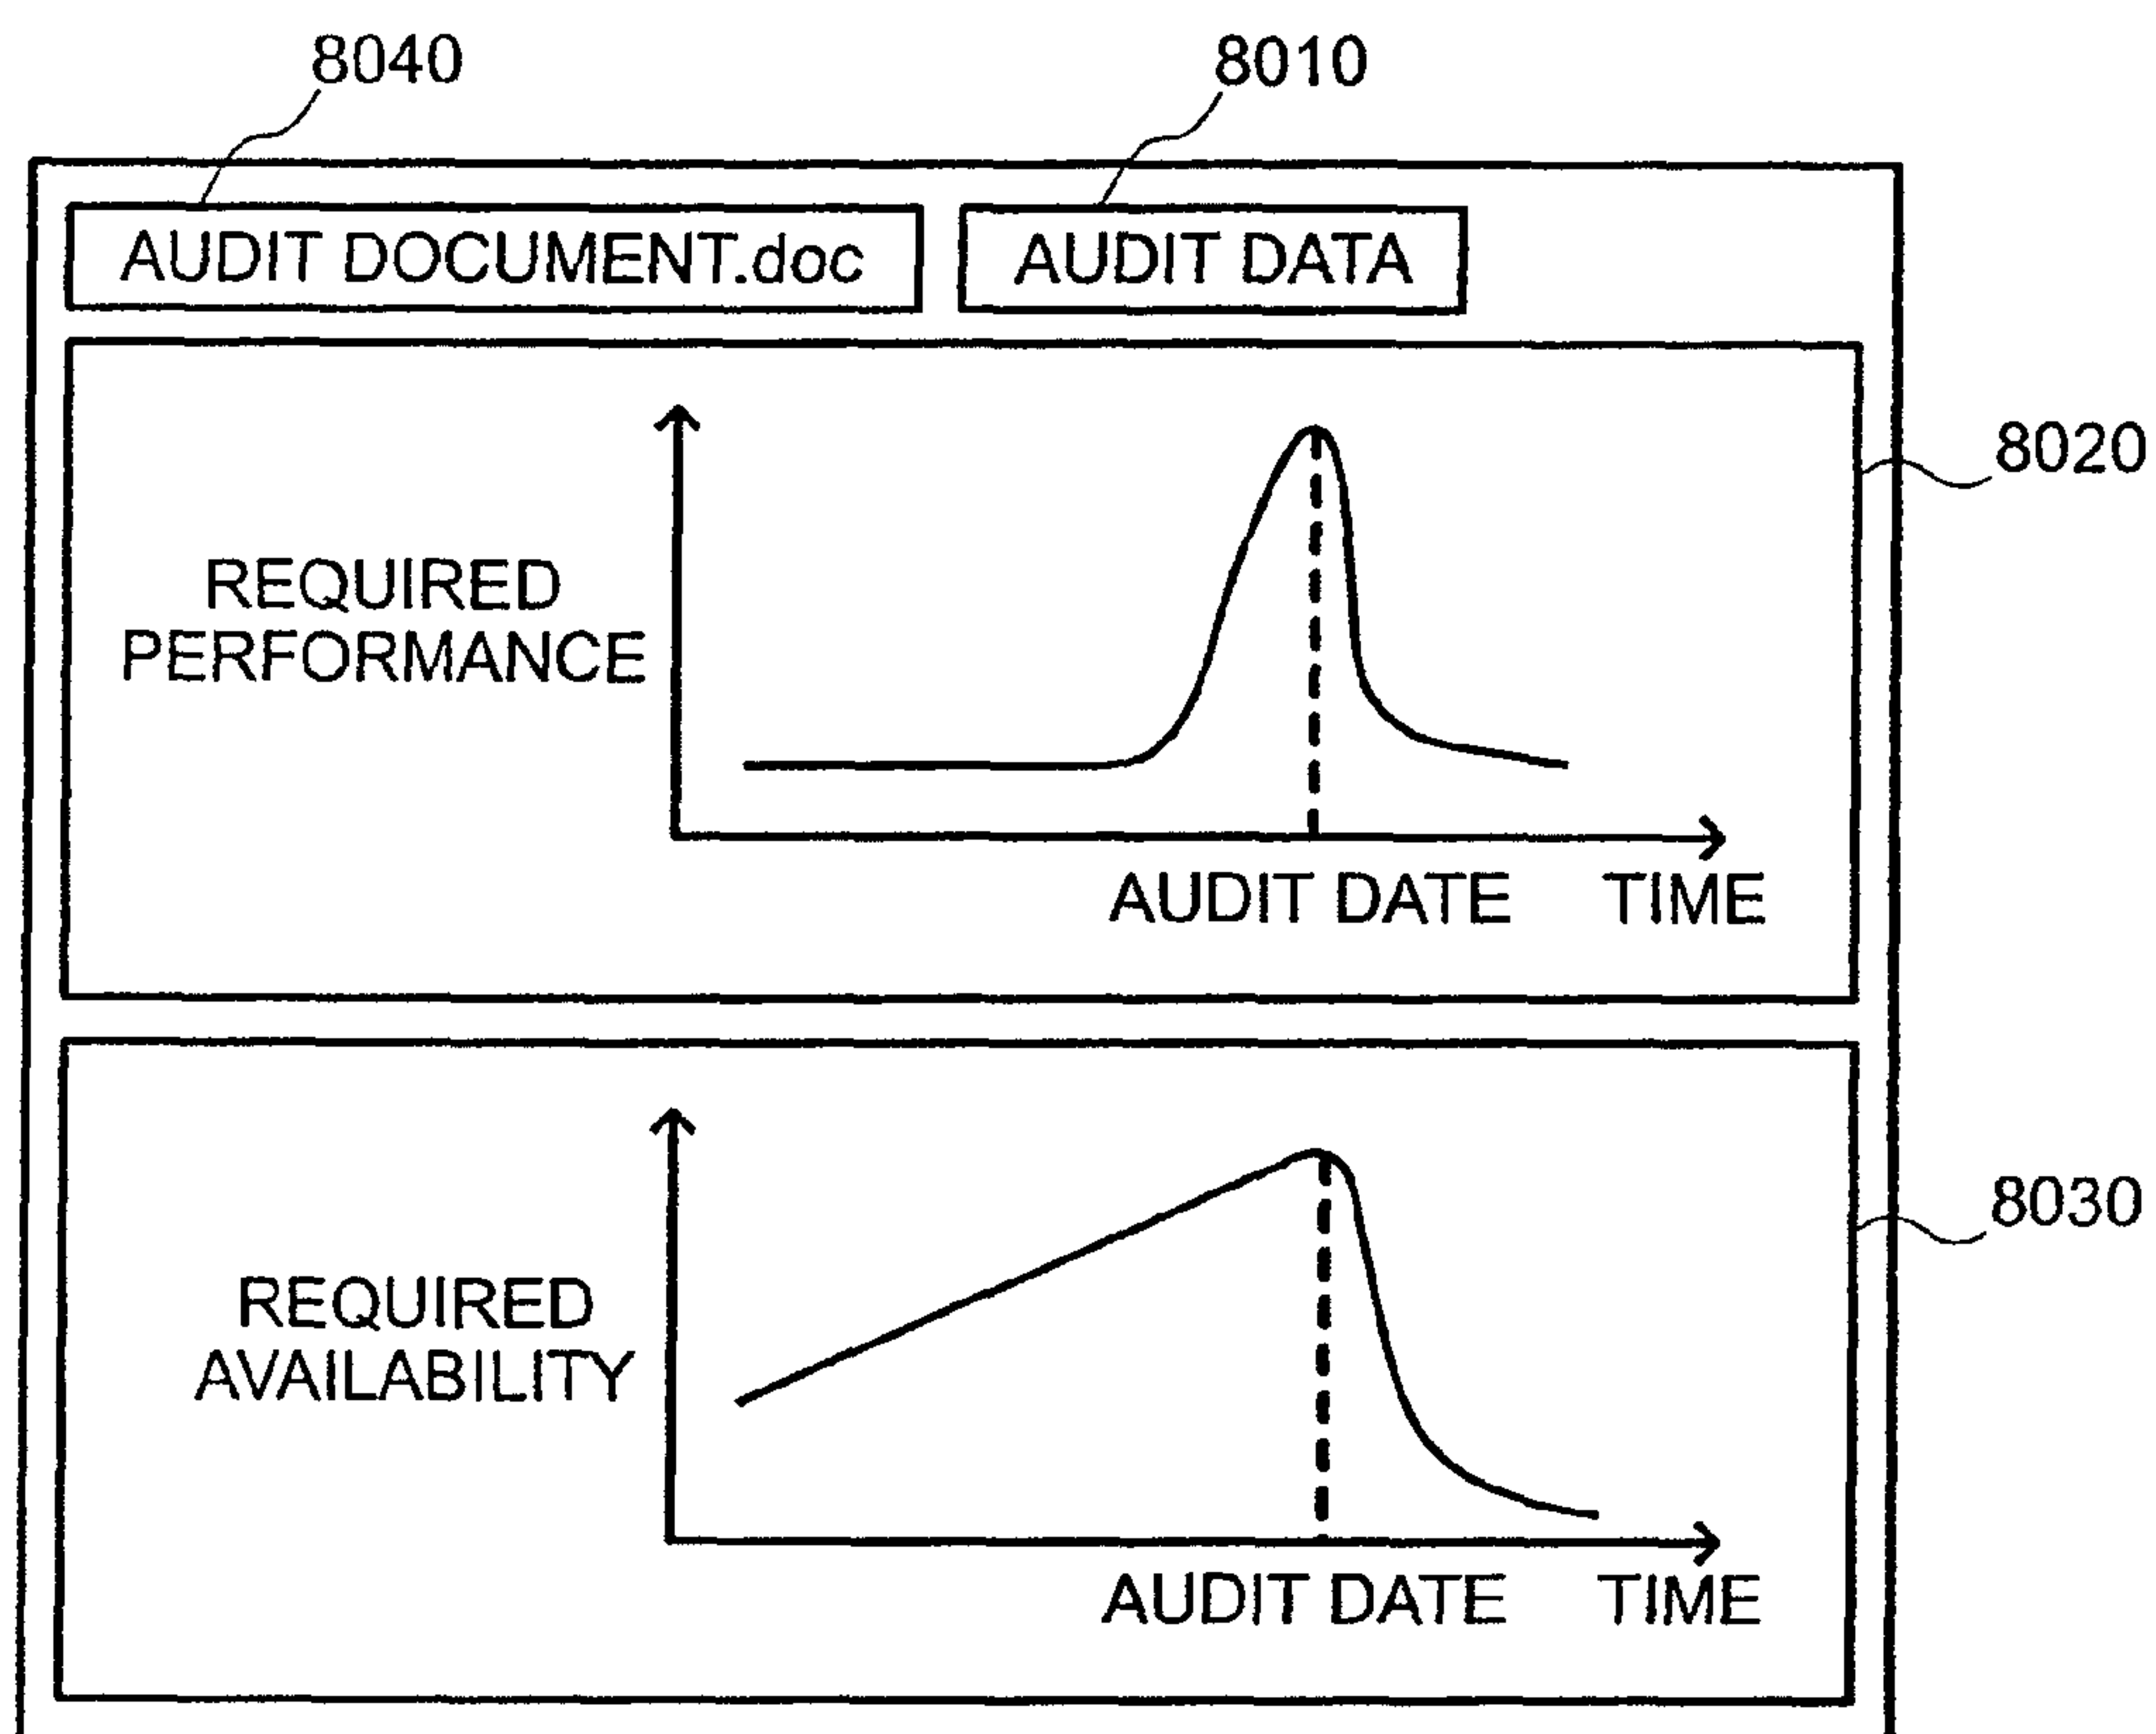 8040
8010
AUDIT DOCUMENT.doc
AUDIT DATA
8020
REQUIRED
PERFORMANCE
AUDIT DATE
TIME
8030
REQUIRED
AVAILABILITY
AUDIT DATE
TIME